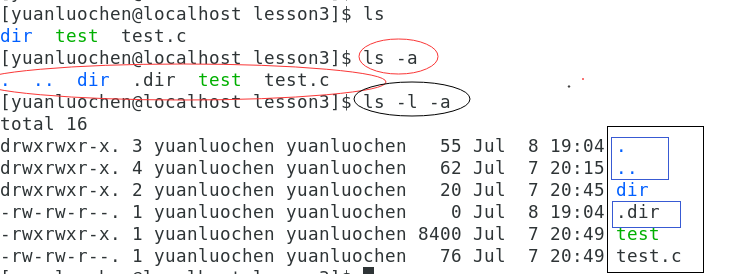 [yuanluochen@localhost lesson3]$ ls
dir  test  test.c
[yuanluochen@localhost lesson3]$ ls -a
.  ..  dir  .dir  test  test.c
[yuanluochen@localhost lesson3]$ ls -l -a
total 16
drwxrwxr-x. 3 yuanluochen yuanluochen   55 Jul  8 19:04 .
drwxrwxr-x. 4 yuanluochen yuanluochen   62 Jul  7 20:15 ..
drwxrwxr-x. 2 yuanluochen yuanluochen   20 Jul  7 20:45 dir
-rw-rw-r--. 1 yuanluochen yuanluochen    0 Jul  8 19:04 .dir
-rwxrwxr-x. 1 yuanluochen yuanluochen 8400 Jul  7 20:49 test
-rw-rw-r--. 1 yuanluochen yuanluochen   76 Jul  7 20:49 test.c
[yuanluochen@localhost lesson3]$